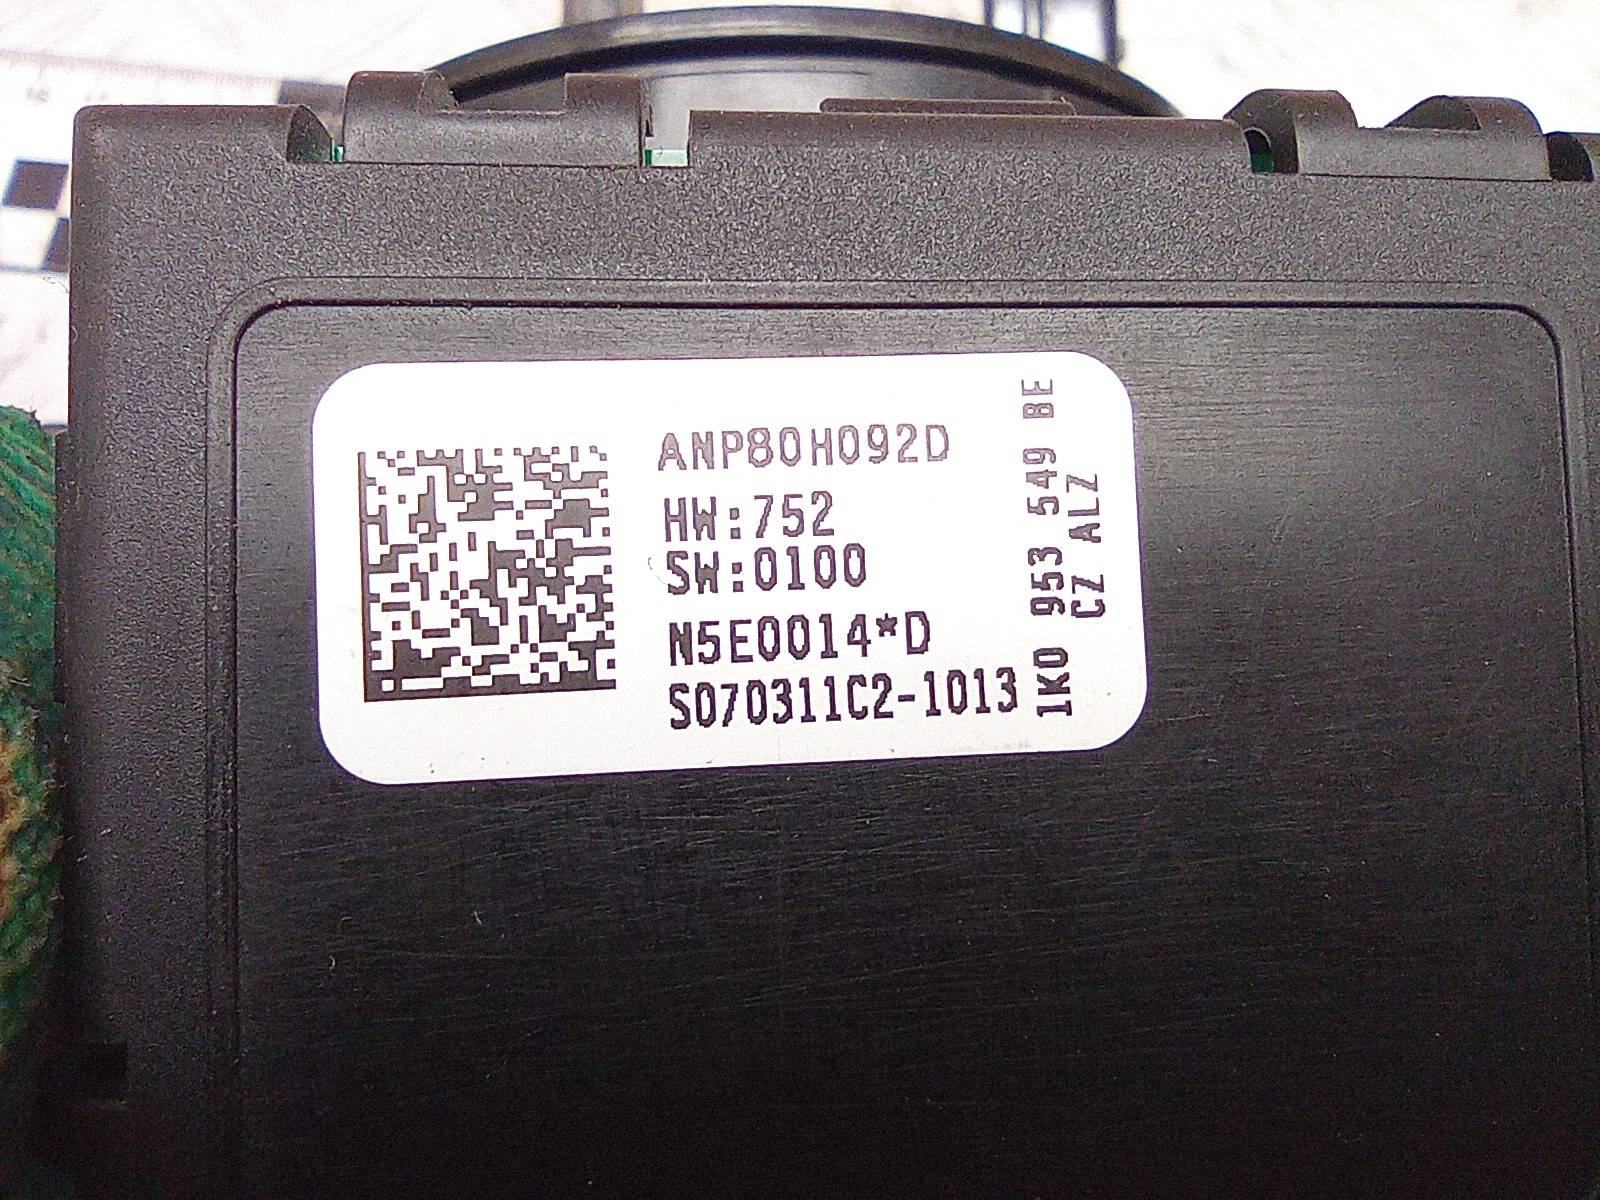 ANP80H092D
HW:752
SW:0100
N5E0014*D
S070311C2-1013
1K0 953 549 BE
CZ ALZ